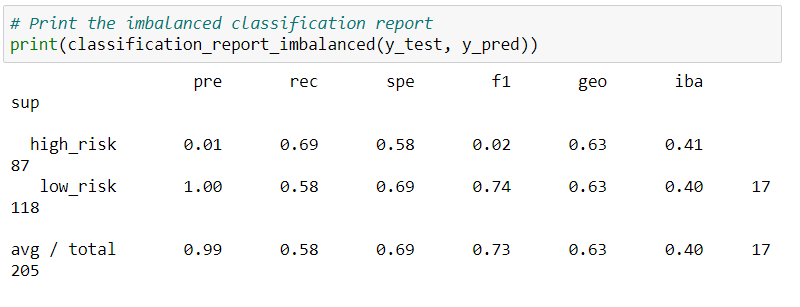 # Print the imbalanced classification report
print(classification_report_imbalanced(y_test, y_pred))
pre rec spe f1 geo iba
sup
high_risk 0.01 0.69 0.58 0.02 0.63 0.41
87
low_risk 1.00 0.58 0.69 0.74 0.63 0.40 17
118
avg / total 0.99 0.58 0.69 0.73 0.63 0.40 17
205